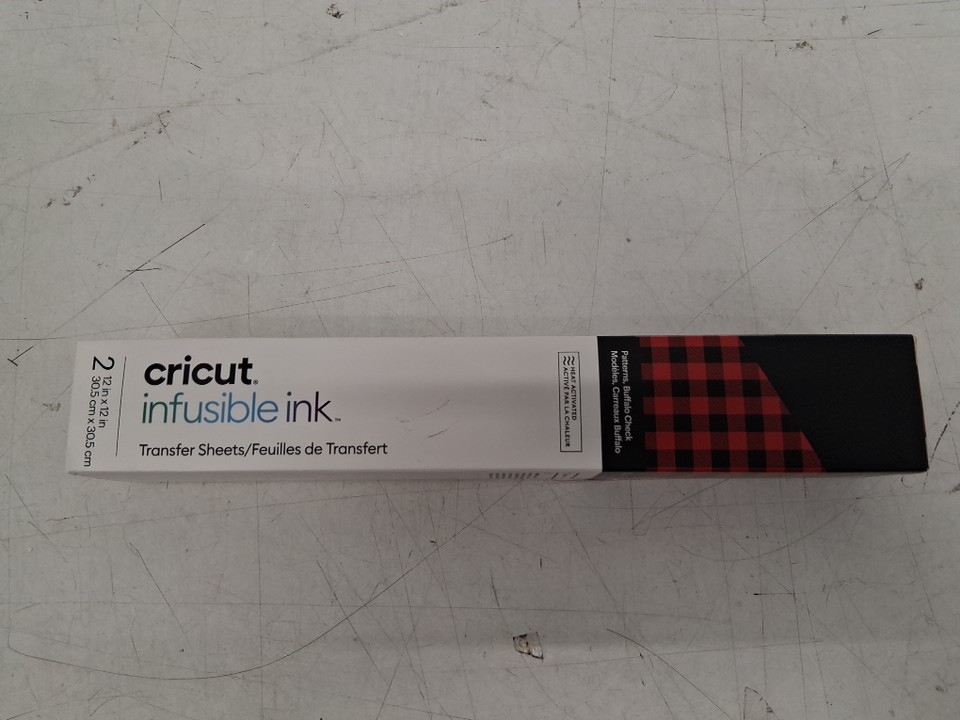 2
12 in x 12 in
30.5 cm x 30.5 cm
cricut®
infusible ink™
Transfer Sheets/Feuilles de Transfert
HEAT ACTIVATED
ACTIVÉ PAR LA CHALEUR
Patterns, Buffalo Check
Modèles, Carreaux Buffalo